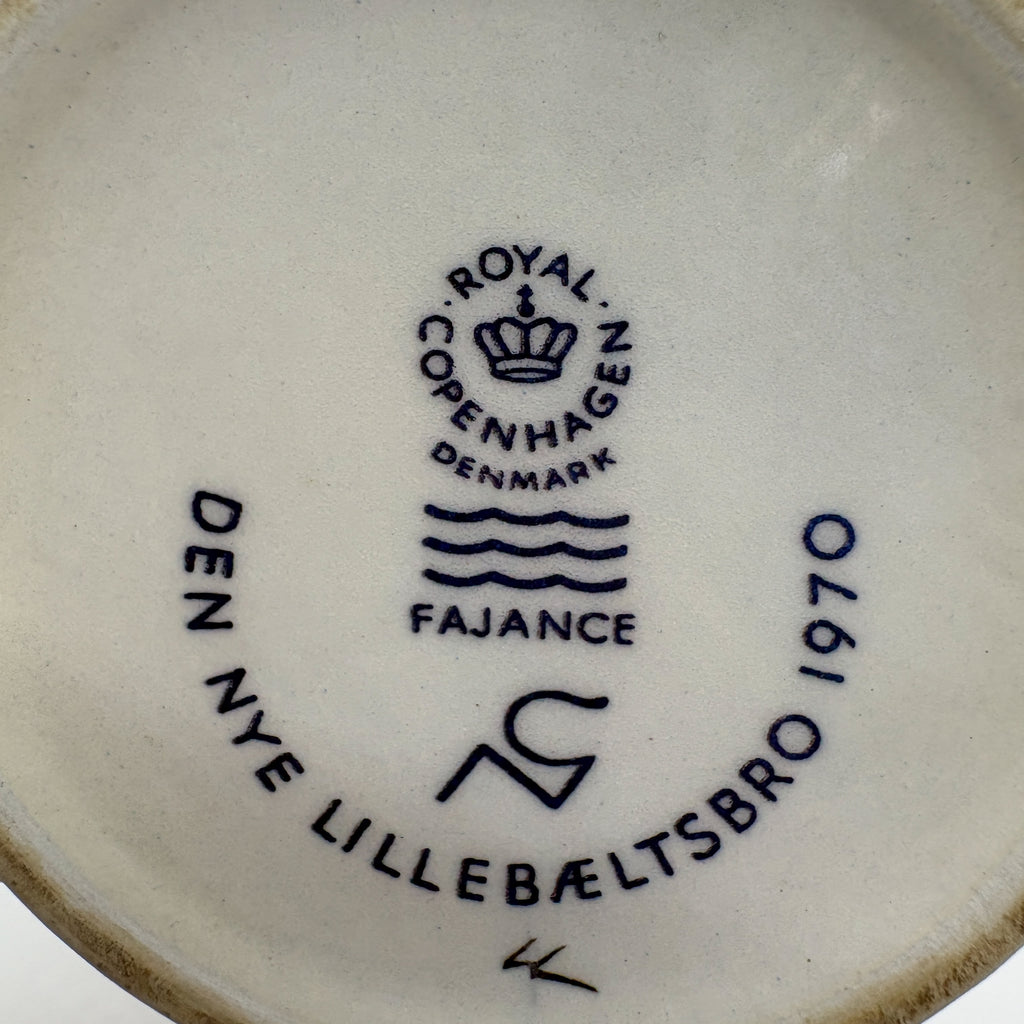 ·ROYAL·
COPENHAGEN
DENMARK
FAJANCE
DEN NYE LILLEBÆLTSBRO 1970